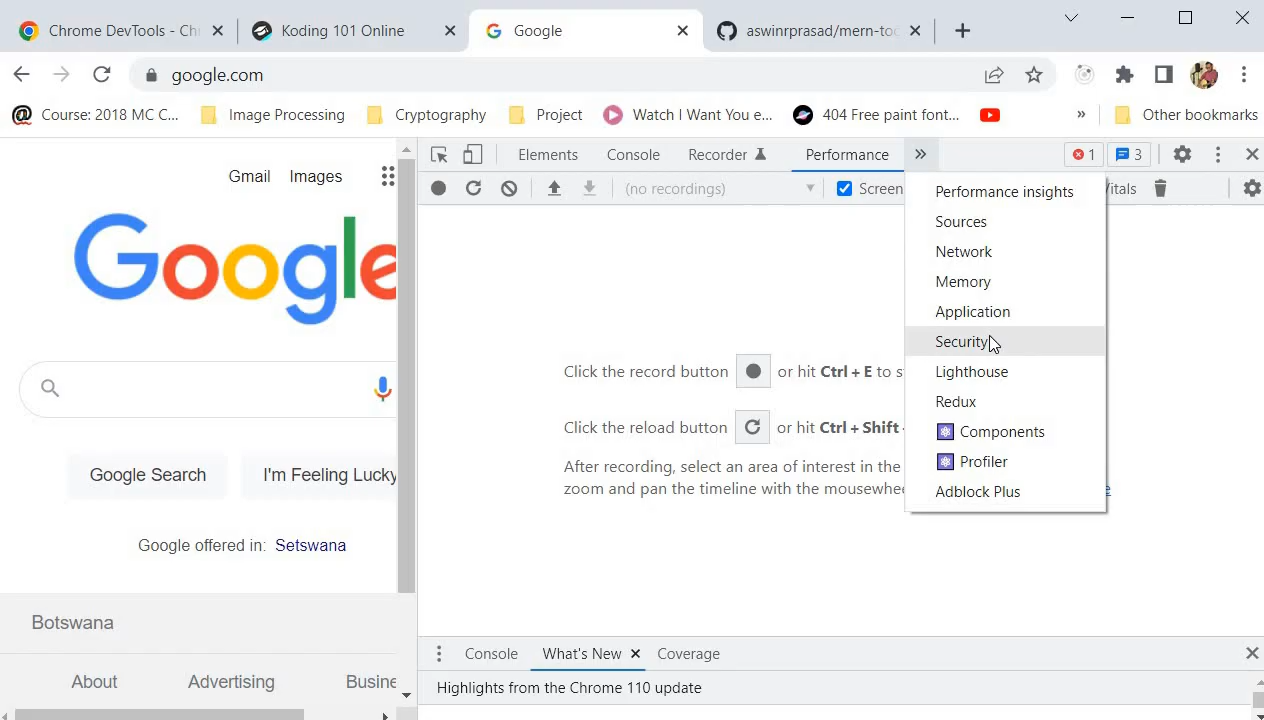 Chrome DevTools - Ch
Koding 101 Online
Google
aswinrprasad/mern-to
google.com
Course: 2018 MC C...
Image Processing
Cryptography
Project
Watch I Want You e...
404 Free paint font...
»
Other bookmarks
Elements
Console
Recorder
Performance
»
1
3
(no recordings)
Screen
Vitals
Gmail
Images
Google
Google Search
I'm Feeling Lucky
Google offered in: Setswana
Botswana
About
Advertising
Busine
Click the record button or hit Ctrl + E to s
Click the reload button or hit Ctrl + Shift
After recording, select an area of interest in the
zoom and pan the timeline with the mousewhe
Performance insights
Sources
Network
Memory
Application
Security
Lighthouse
Redux
Components
Profiler
Adblock Plus
Console
What's New
Coverage
Highlights from the Chrome 110 update